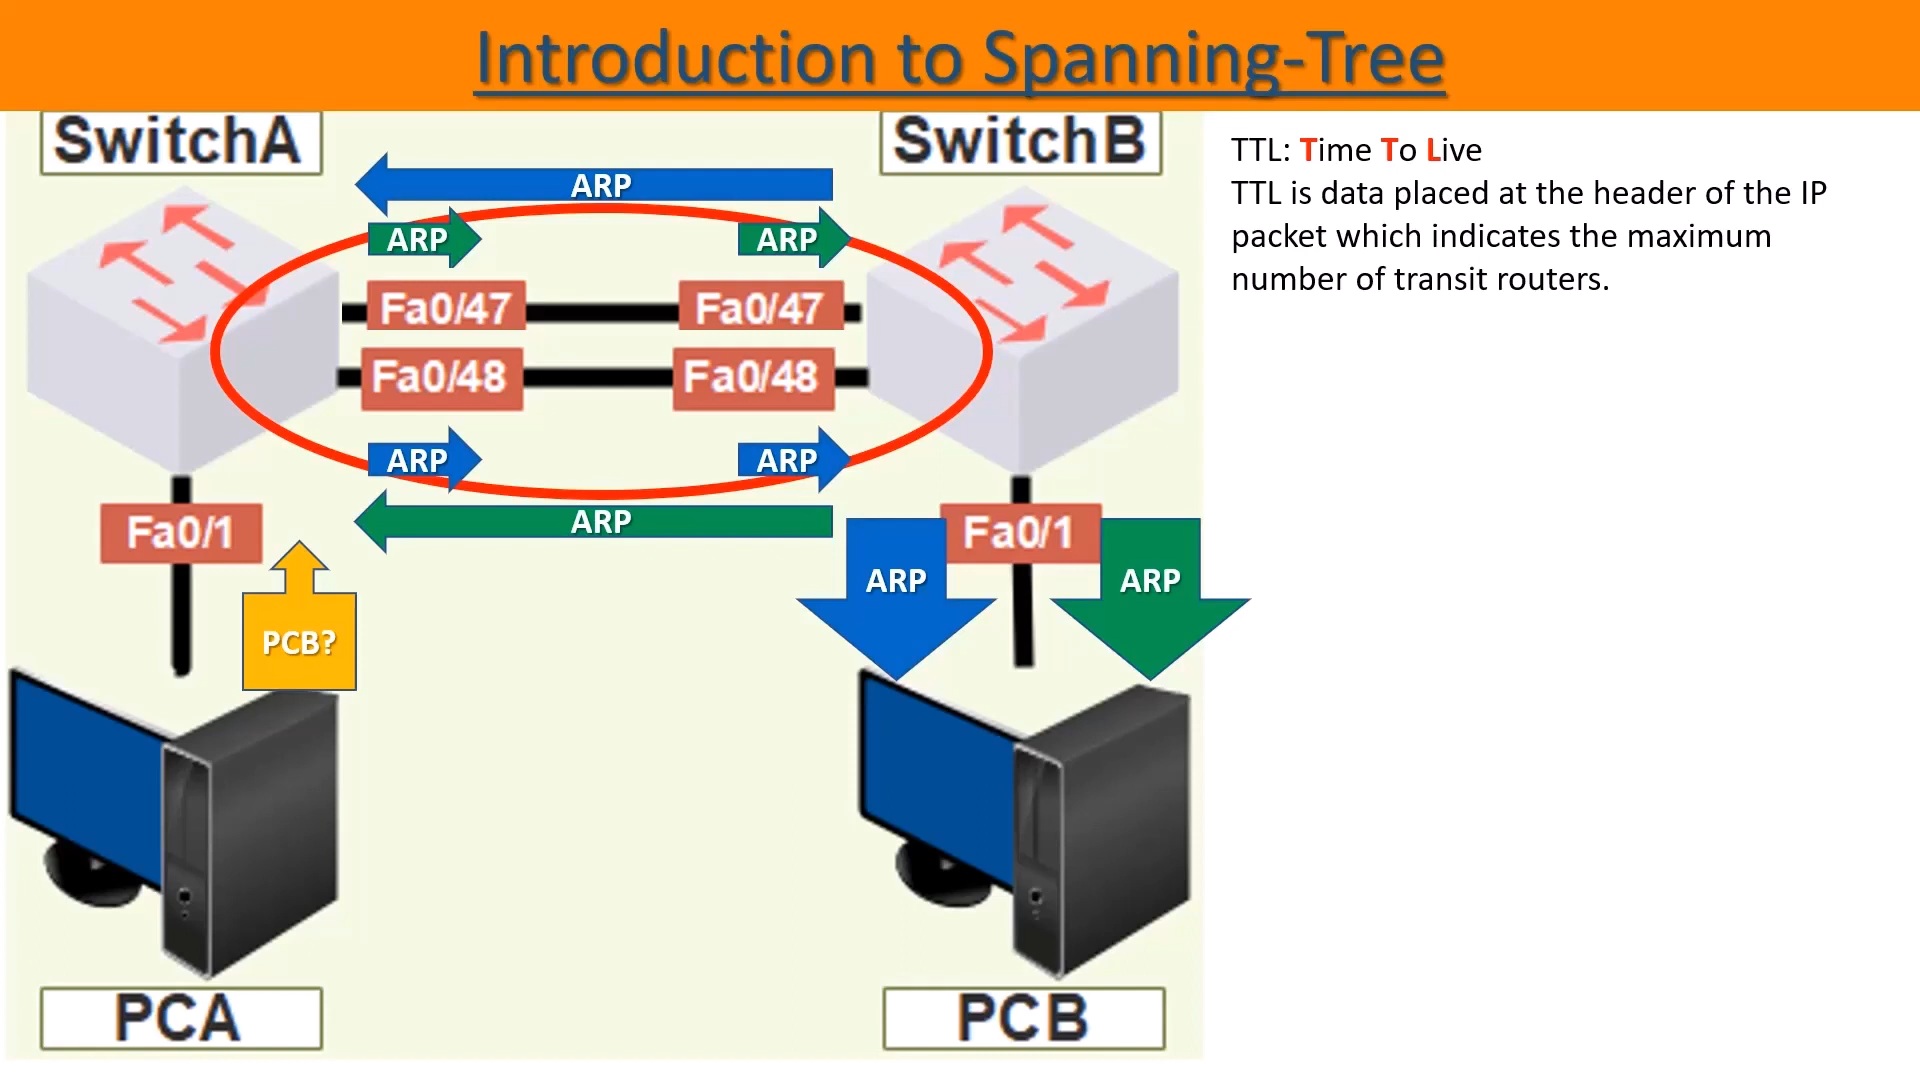 Introduction to Spanning-Tree
SwitchA
SwitchB
TTL: Time To Live
TTL is data placed at the header of the IP
packet which indicates the maximum
number of transit routers.
ARP
ARP
ARP
Fa0/47
Fa0/47
Fa0/48
Fa0/48
ARP
ARP
ARP
Fa0/1
Fa0/1
ARP
ARP
PCB?
PCA
PCB